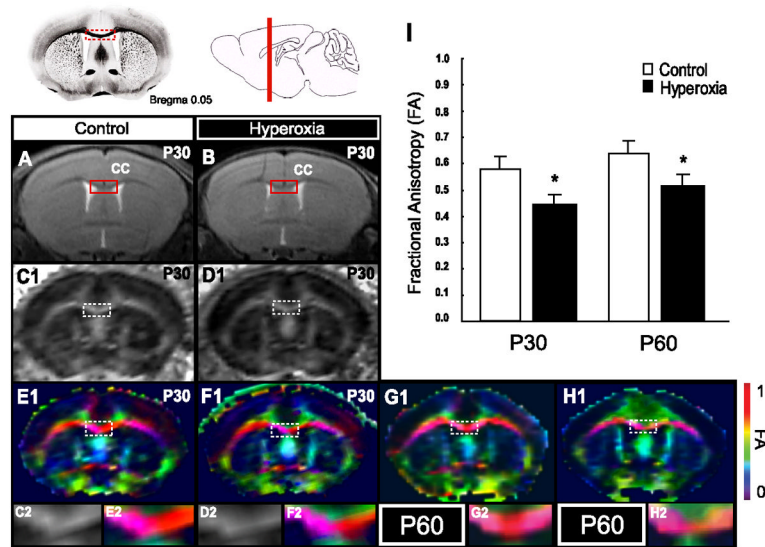 Bregma 0.05
Control
Hyperoxia
A
P30
CC
B
P30
CC
C1
P30
D1
P30
E1
P30
F1
P30
G1
H1
C2
E2
D2
F2
P60
G2
P60
H2
1
FA
0
I
Control
Hyperoxia
Fractional Anisotropy (FA)
1.0
0.9
0.8
0.7
0.6
0.5
0.4
0.3
0.2
0.1
0.0
*
*
P30
P60